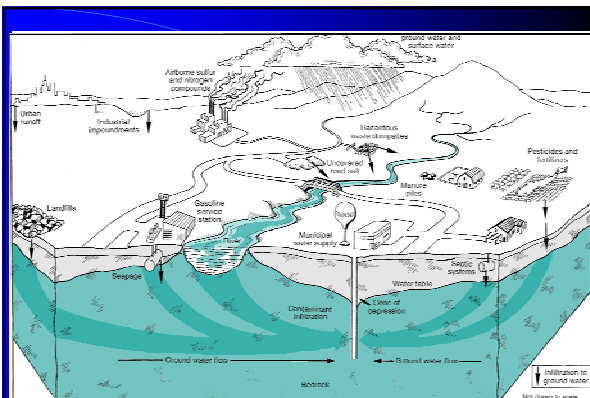 ground water and
surface water
Airborne sulfur
and nitrogen
compounds
Urban
runoff
Industrial
impoundments
Hazardous
waste dumpsites
Uncovered
road salt
Pesticides and
fertilizers
Manure
piles
Landfills
Gasoline
service
station
River
Municipal
water supply
Seepage
Septic
systems
Water table
Contaminant
infiltration
Cone of
depression
Ground water flow
Ground water flow
Bedrock
Infiltration to
ground water
Not drawn to scale